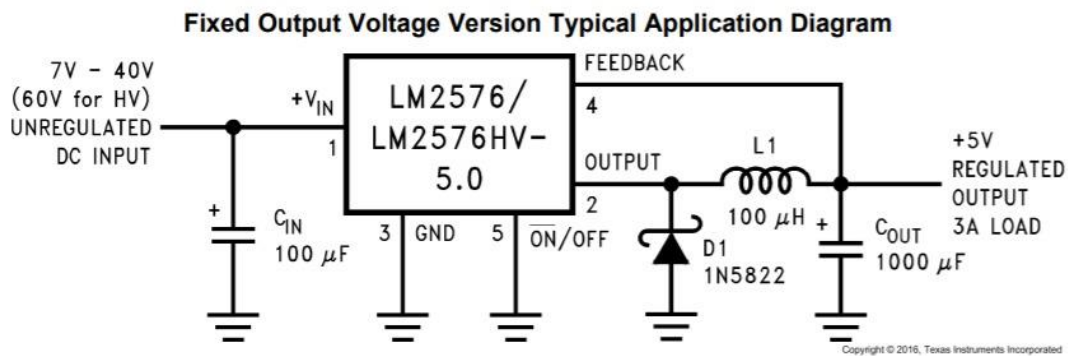 Fixed Output Voltage Version Typical Application Diagram
7V - 40V
(60V for HV)
UNREGULATED
DC INPUT
+VIN
1
LM2576/
LM2576HV-
5.0
FEEDBACK
4
OUTPUT
2
L1
100 μH
+5V
REGULATED
OUTPUT
3A LOAD
+
CIN
100 μF
3
GND
5
ON/OFF
D1
1N5822
+
COUT
1000 μF
Copyright © 2016, Texas Instruments Incorporated